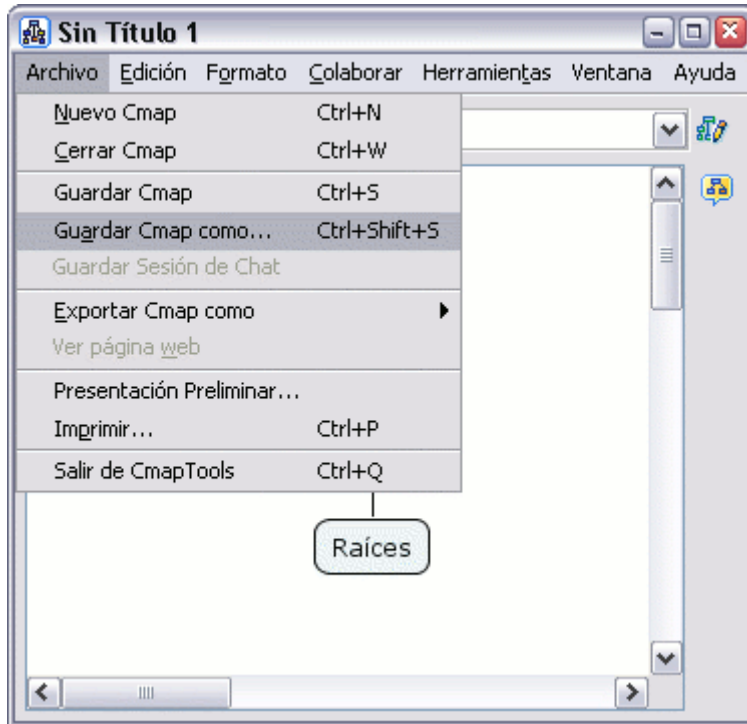 Sin Título 1
Archivo Edición Formato Colaborar Herramientas Ventana Ayuda
Nuevo Cmap Ctrl+N
Cerrar Cmap Ctrl+W
Guardar Cmap Ctrl+S
Guardar Cmap como... Ctrl+Shift+S
Guardar Sesión de Chat
Exportar Cmap como
Ver página web
Presentación Preliminar...
Imprimir... Ctrl+P
Salir de CmapTools Ctrl+Q
Raíces